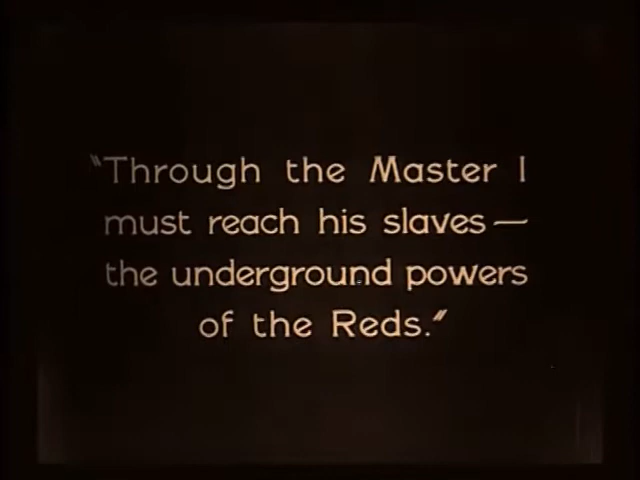 "Through the Master I
must reach his slaves —
the underground powers
of the Reds."